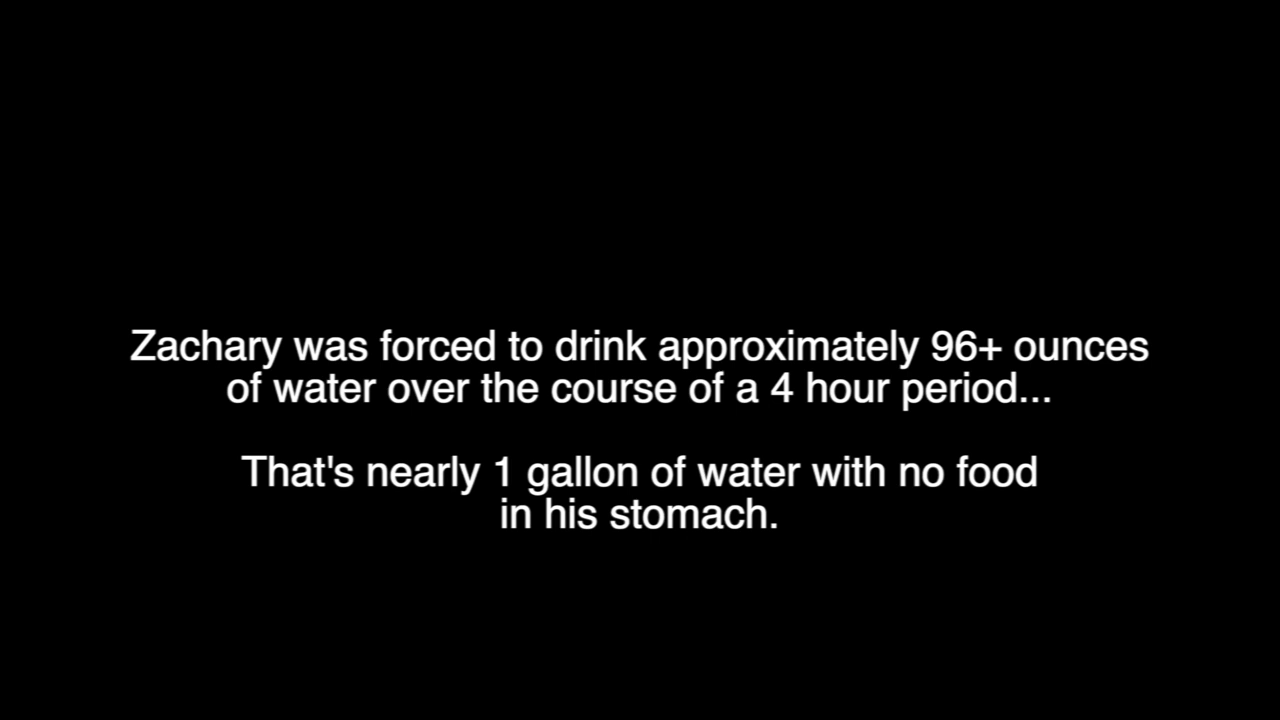 Zachary was forced to drink approximately 96+ ounces
of water over the course of a 4 hour period...
That's nearly 1 gallon of water with no food
in his stomach.